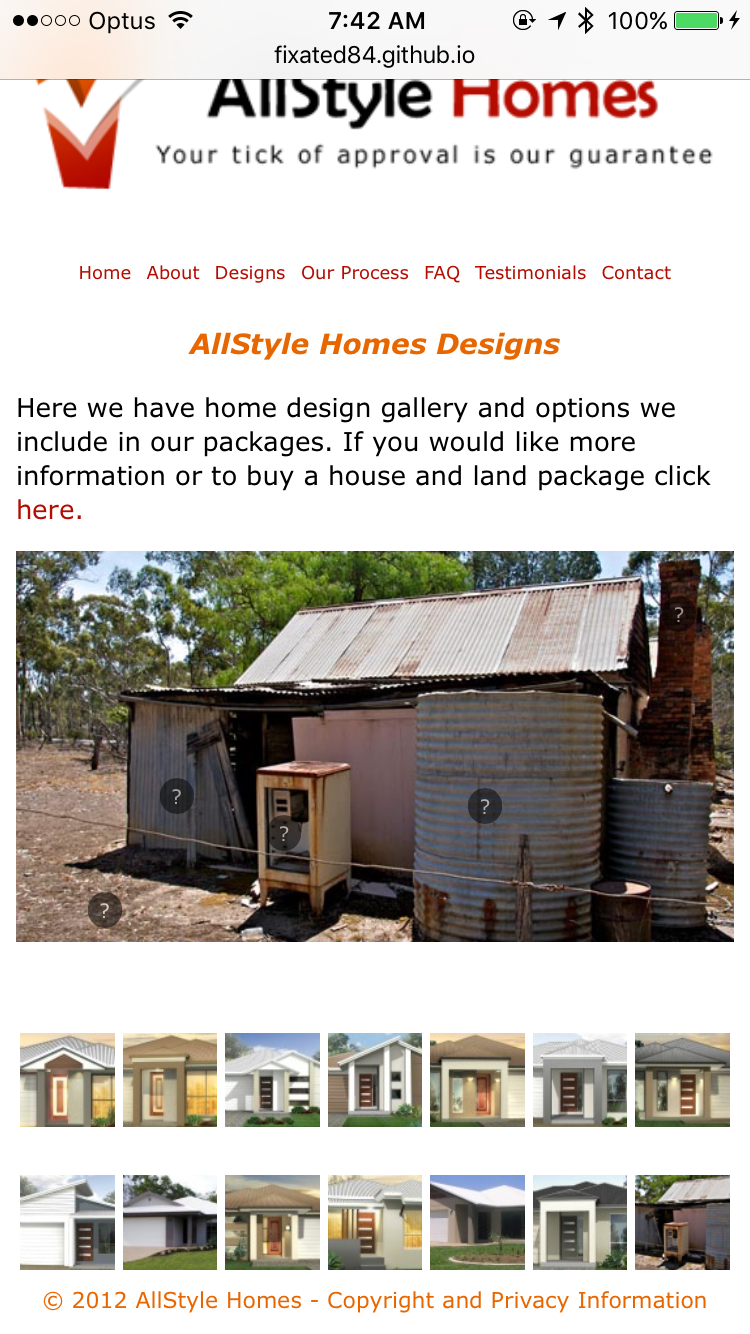 Optus 7:42 AM 100%
fixated84.github.io
AllStyle Homes
Your tick of approval is our guarantee
Home About Designs Our Process FAQ Testimonials Contact
AllStyle Homes Designs
Here we have home design gallery and options we
include in our packages. If you would like more
information or to buy a house and land package click
here.
?
?
?
?
?
© 2012 AllStyle Homes - Copyright and Privacy Information